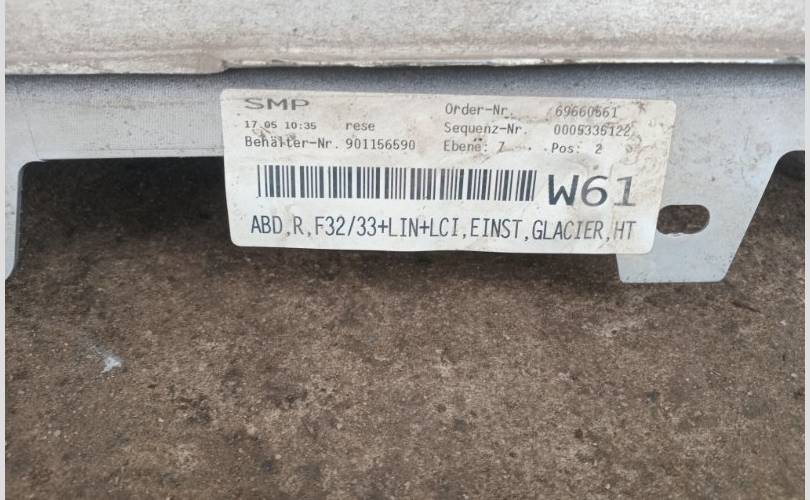 SMP
Order-Nr. 69660561
17.05 10:35 rese
Sequenz-Nr. 0005335122
Behälter-Nr. 901156590
Ebene: 7 Pos: 2
W61
ABD,R,F32/33+LIN+LCI,EINST,GLACIER,HT